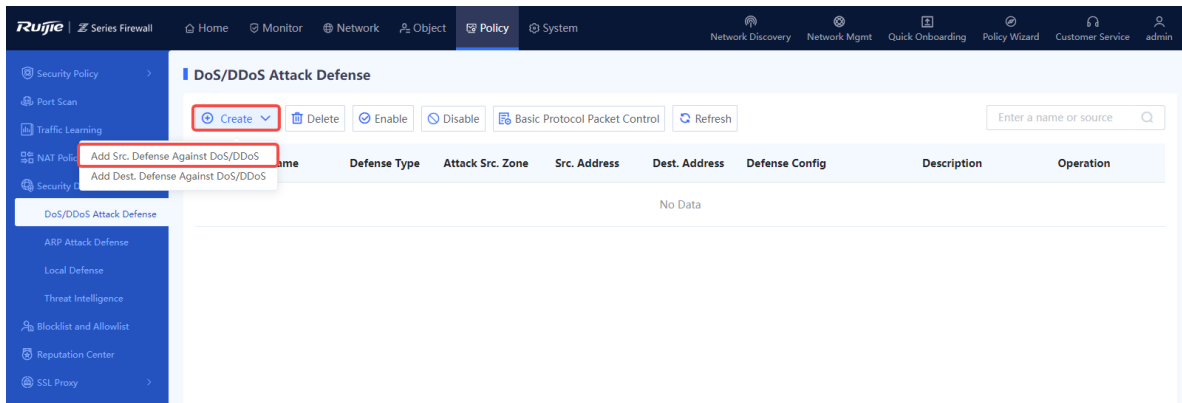 Ruijie | Z Series Firewall
Home Monitor Network Object Policy System
Network Discovery Network Mgmt Quick Onboarding Policy Wizard Customer Service admin
Security Policy
Port Scan
Traffic Learning
NAT Polic
Security D
DoS/DDoS Attack Defense
ARP Attack Defense
Local Defense
Threat Intelligence
Blocklist and Allowlist
Reputation Center
SSL Proxy
DoS/DDoS Attack Defense
Create Delete Enable Disable Basic Protocol Packet Control Refresh
Enter a name or source
Add Src. Defense Against DoS/DDoS
Add Dest. Defense Against DoS/DDoS
ame Defense Type Attack Src. Zone Src. Address Dest. Address Defense Config Description Operation
No Data